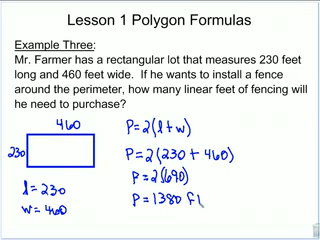 Lesson 1 Polygon Formulas
Example Three:
Mr. Farmer has a rectangular lot that measures 230 feet
long and 460 feet wide.  If he wants to install a fence
around the perimeter, how many linear feet of fencing will
he need to purchase?
460
230
l = 230
w = 460
P = 2(l + w)
P = 2(230 + 460)
P = 2(690)
P = 1380 ft